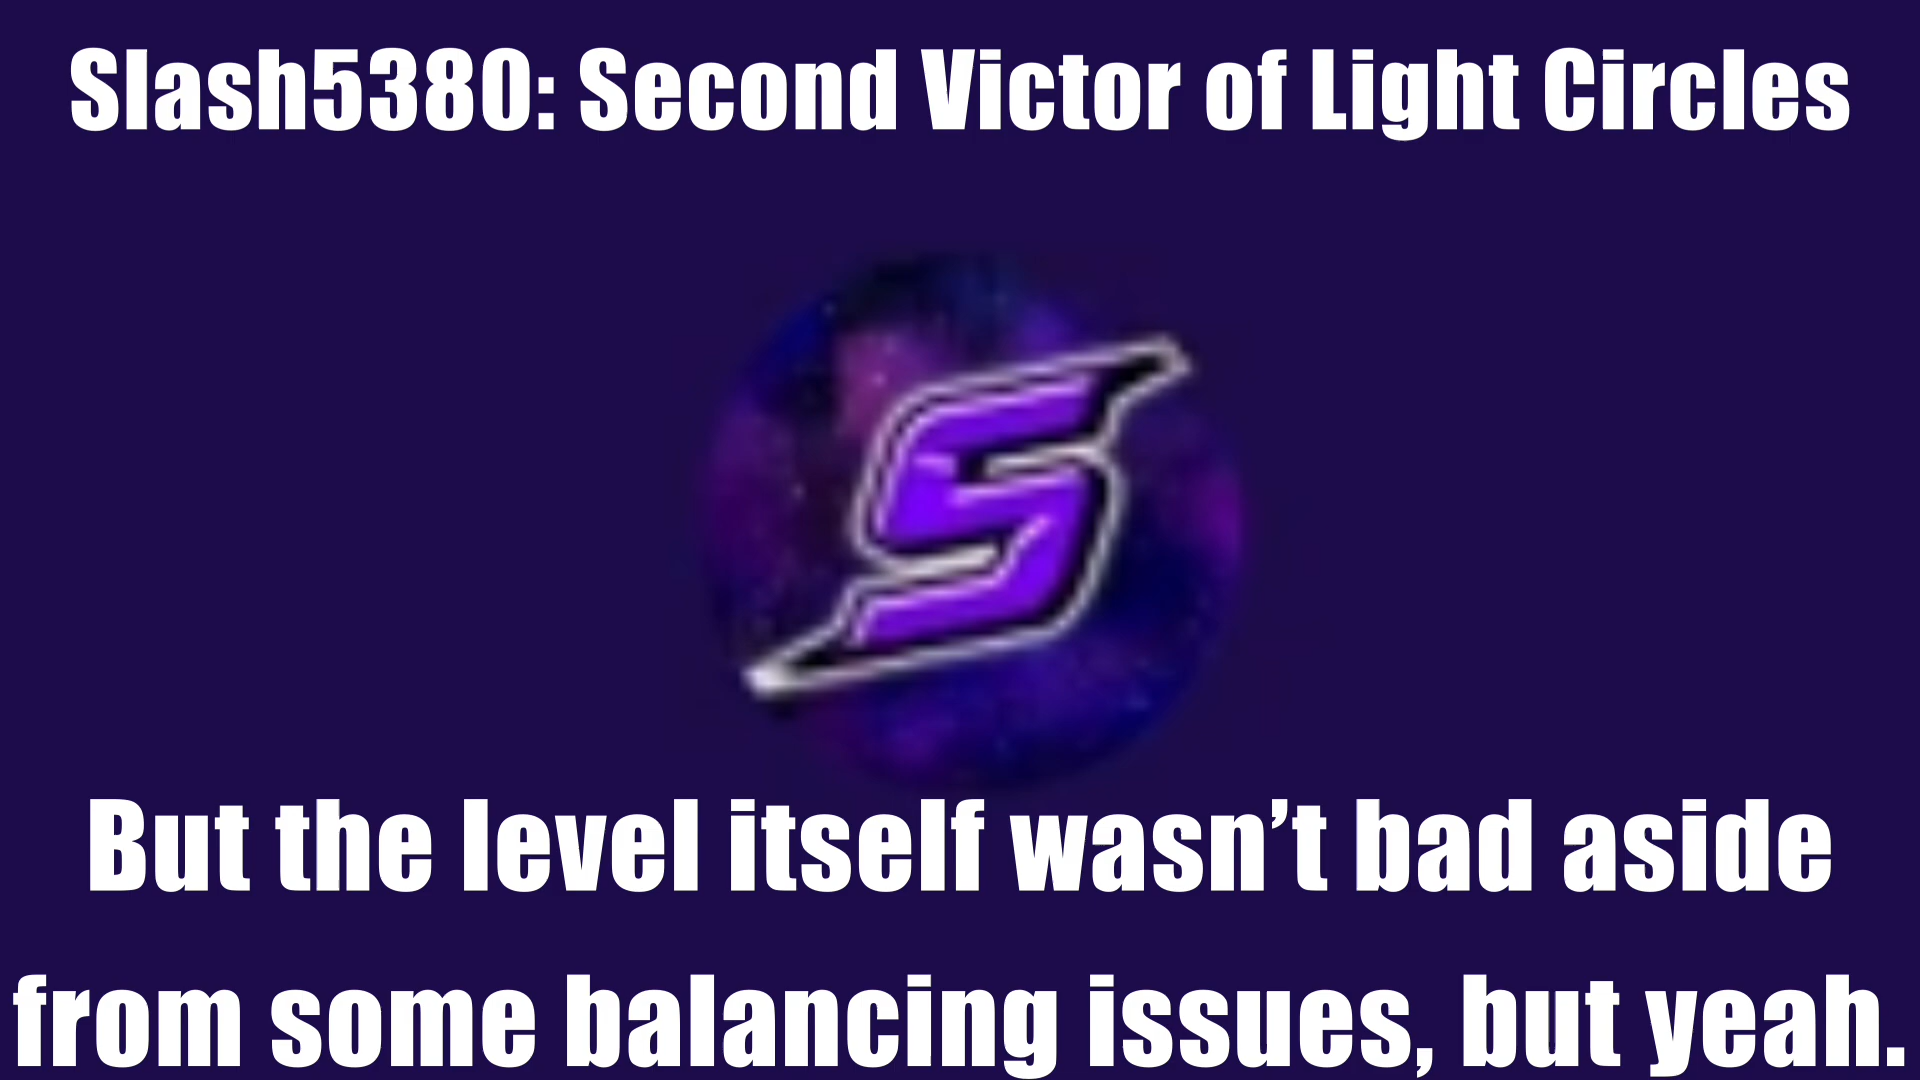 Slash5380: Second Victor of Light Circles
S
But the level itself wasn’t bad aside
from some balancing issues, but yeah.